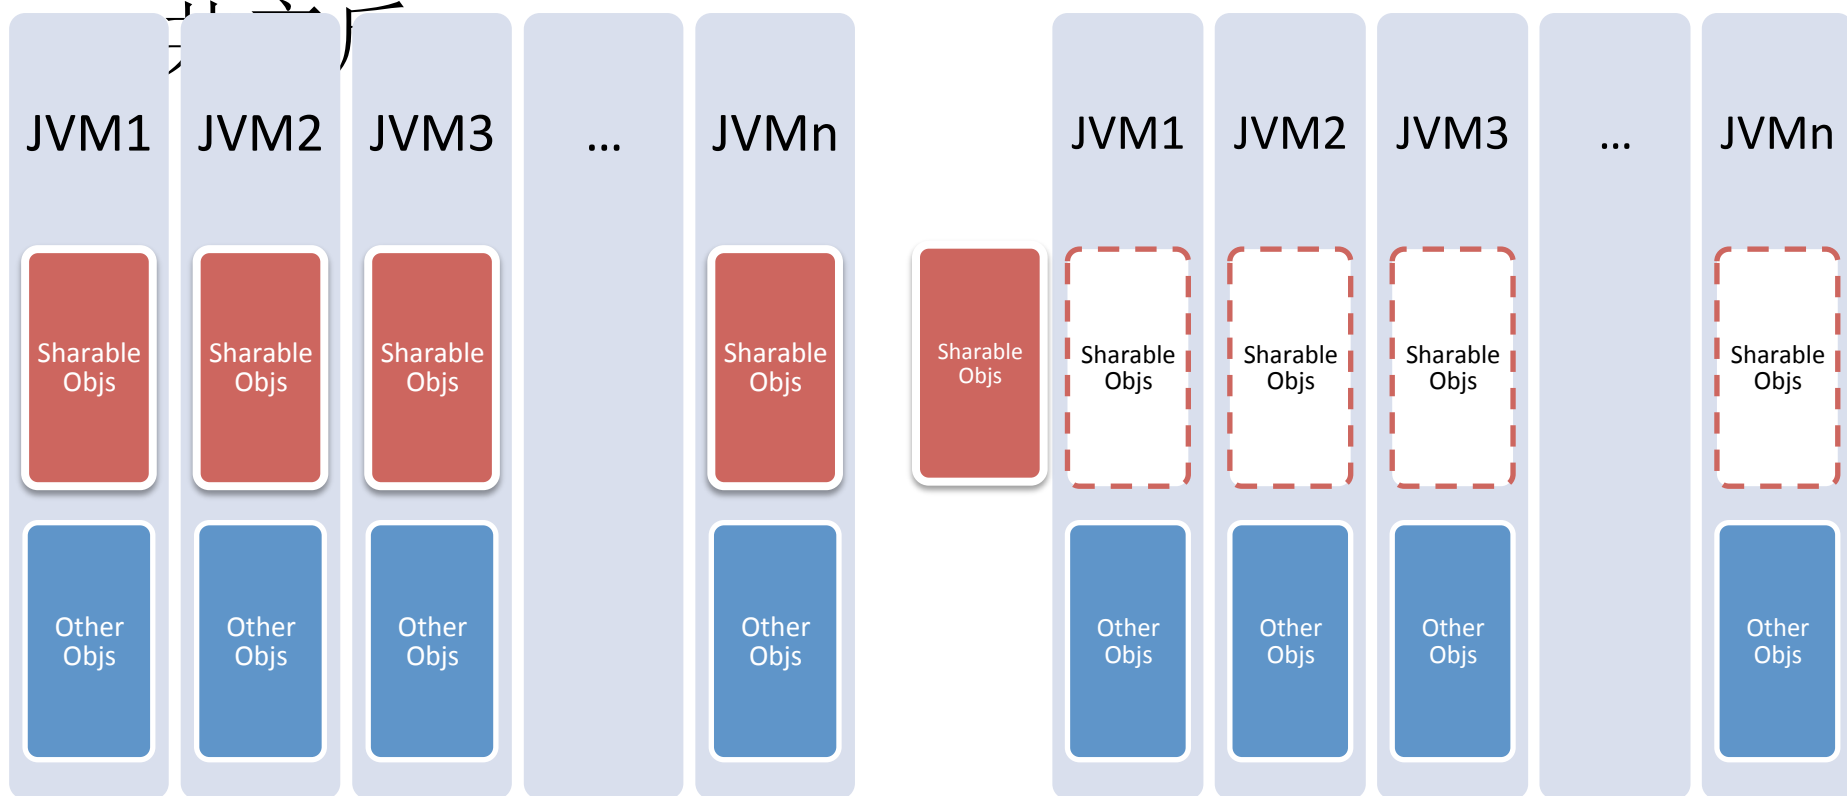 JVM1 JVM2 JVM3 ... JVMn JVM1 JVM2 JVM3 ... JVMn
Sharable Sharable Sharable Sharable Sharable Sharable Sharable Sharable Sharable
Objs Objs Objs Objs Objs Objs Objs Objs Objs
Other Other Other Other Other Other Other Other
Objs Objs Objs Objs Objs Objs Objs Objs